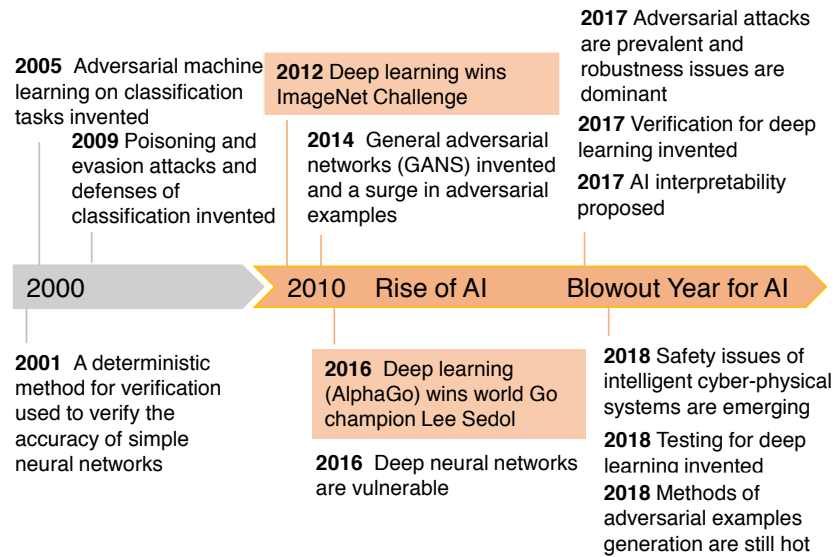 2005 Adversarial machine
learning on classification
tasks invented
2009 Poisoning and
evasion attacks and
defenses of
classification invented
2012 Deep learning wins
ImageNet Challenge
2014 General adversarial
networks (GANS) invented
and a surge in adversarial
examples
2017 Adversarial attacks
are prevalent and
robustness issues are
dominant
2017 Verification for deep
learning invented
2017 AI interpretability
proposed
2000
2010 Rise of AI Blowout Year for AI
2001 A deterministic
method for verification
used to verify the
accuracy of simple
neural networks
2016 Deep learning
(AlphaGo) wins world Go
champion Lee Sedol
2016 Deep neural networks
are vulnerable
2018 Safety issues of
intelligent cyber-physical
systems are emerging
2018 Testing for deep
learning invented
2018 Methods of
adversarial examples
generation are still hot